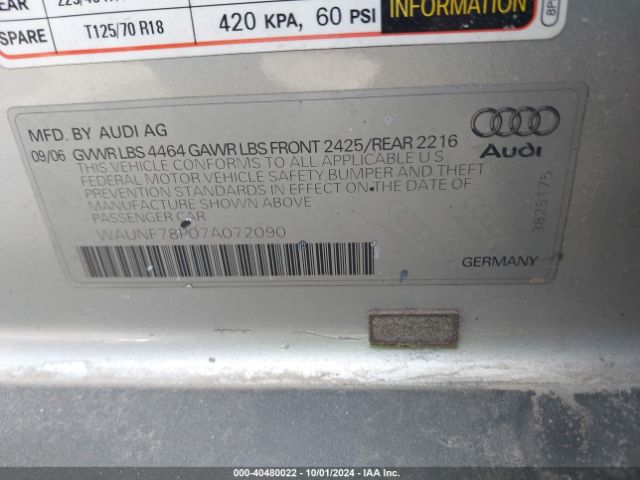 EAR
SPARE T125/70 R18 420 KPA, 60 PSI
INFORMATION
MFD. BY AUDI AG
09/06 GVWR LBS 4464 GAWR LBS FRONT 2425/REAR 2216
THIS VEHICLE CONFORMS TO ALL APPLICABLE U S
FEDERAL MOTOR VEHICLE SAFETY BUMPER AND THEFT
PREVENTION STANDARDS IN EFFECT ON THE DATE OF
MANUFACTURE SHOWN ABOVE
PASSENGER CAR
WAUNF78P07A072090
Audi
3825175
GERMANY
000-40480022 - 10/01/2024 - IAA Inc.